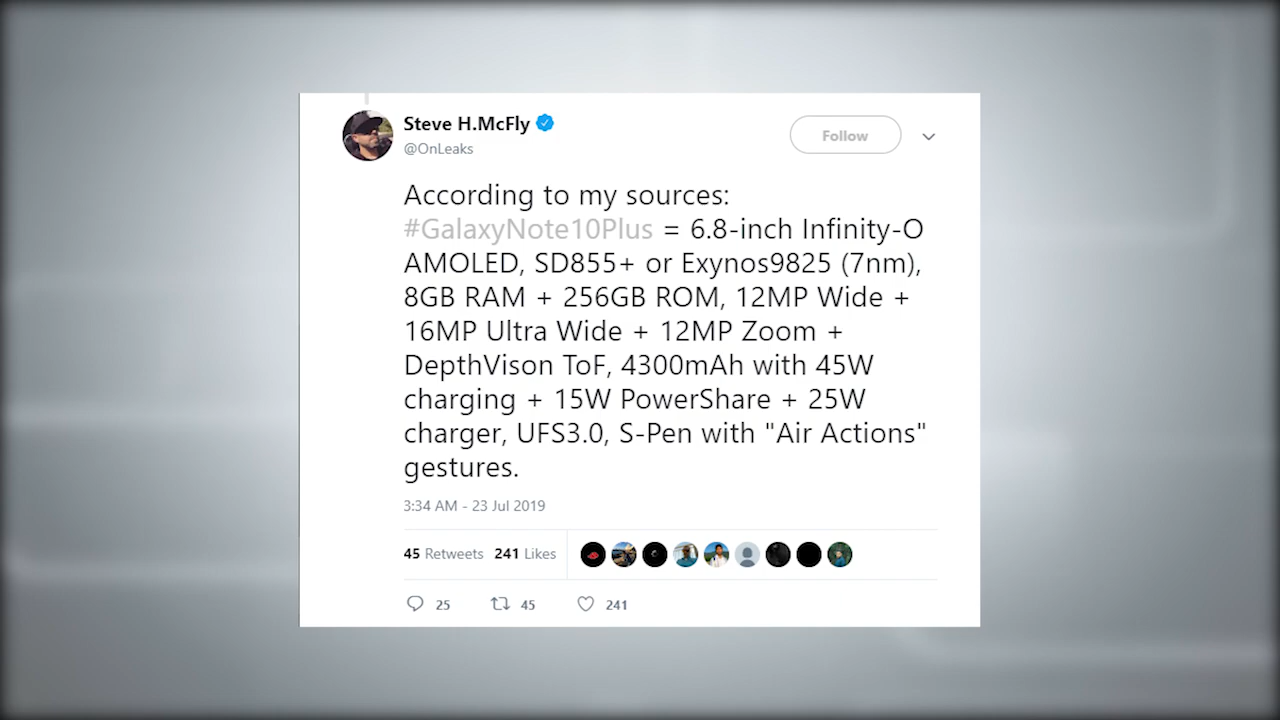 Steve H.McFly
@OnLeaks
Follow
According to my sources:
#GalaxyNote10Plus = 6.8-inch Infinity-O
AMOLED, SD855+ or Exynos9825 (7nm),
8GB RAM + 256GB ROM, 12MP Wide +
16MP Ultra Wide + 12MP Zoom +
DepthVison ToF, 4300mAh with 45W
charging + 15W PowerShare + 25W
charger, UFS3.0, S-Pen with "Air Actions"
gestures.
3:34 AM - 23 Jul 2019
45 Retweets 241 Likes
25 45 241